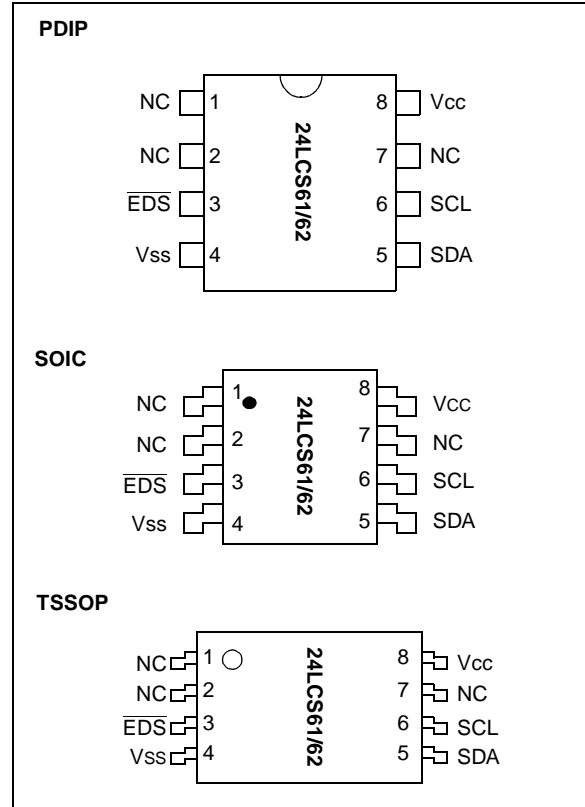 PDIP
NC 1 8 Vcc
NC 2 7 NC
EDS 3 6 SCL
Vss 4 5 SDA
24LCS61/62
SOIC
NC 1 8 VCC
NC 2 7 NC
EDS 3 6 SCL
Vss 4 5 SDA
24LCS61/62
TSSOP
NC 1 8 Vcc
NC 2 7 NC
EDS 3 6 SCL
Vss 4 5 SDA
24LCS61/62